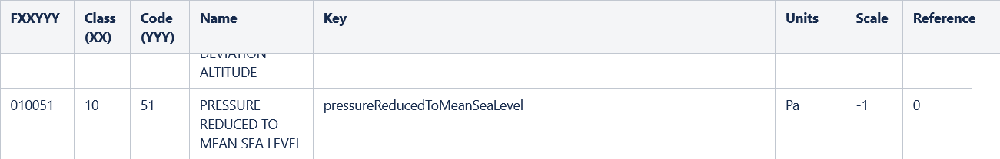 FXXYYY Class (XX) Code (YYY) Name Key Units Scale Reference
DEVIATION
ALTITUDE
010051 10 51 PRESSURE pressureReducedToMeanSeaLevel Pa -1 0
REDUCED TO
MEAN SEA LEVEL